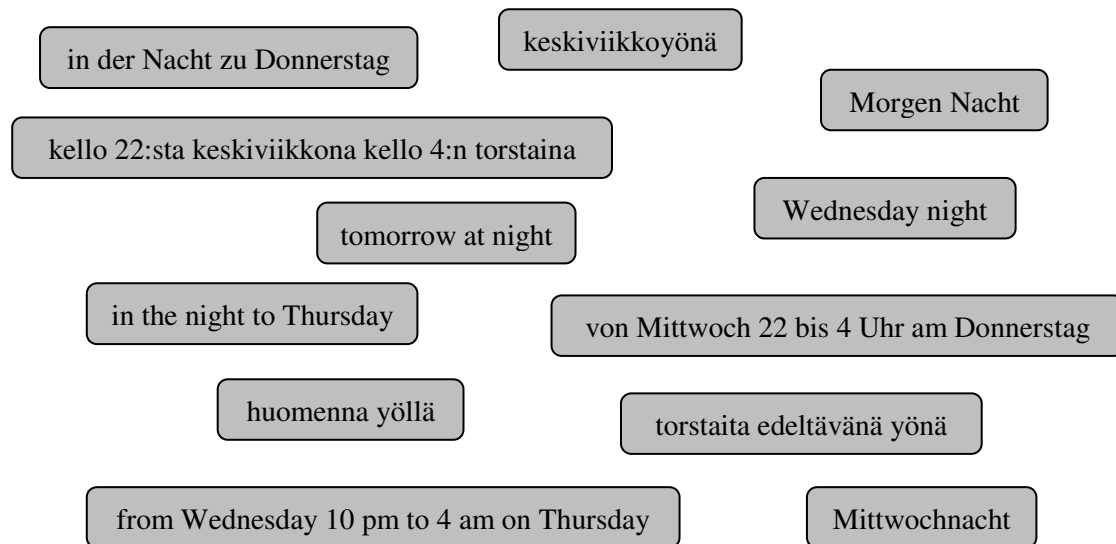 keskiviikkoyönä
in der Nacht zu Donnerstag
Morgen Nacht
kello 22:sta keskiviikkona kello 4:n torstaina
Wednesday night
tomorrow at night
in the night to Thursday
von Mittwoch 22 bis 4 Uhr am Donnerstag
huomenna yöllä
torstaita edeltävänä yönä
from Wednesday 10 pm to 4 am on Thursday
Mittwochnacht